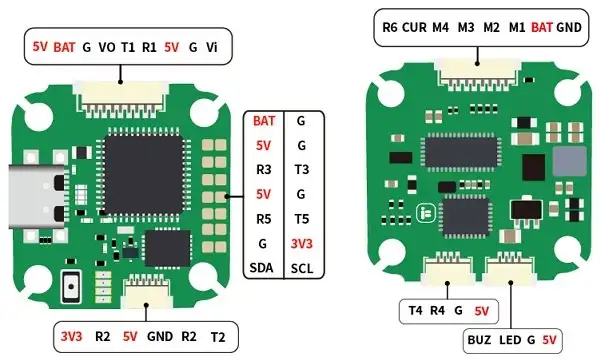 5V BAT G VO T1 R1 5V G Vi
BAT G
5V G
R3 T3
5V G
R5 T5
G 3V3
SDA SCL
3V3 R2 5V GND R2 T2
R6 CUR M4 M3 M2 M1 BAT GND
T4 R4 G 5V
BUZ LED G 5V